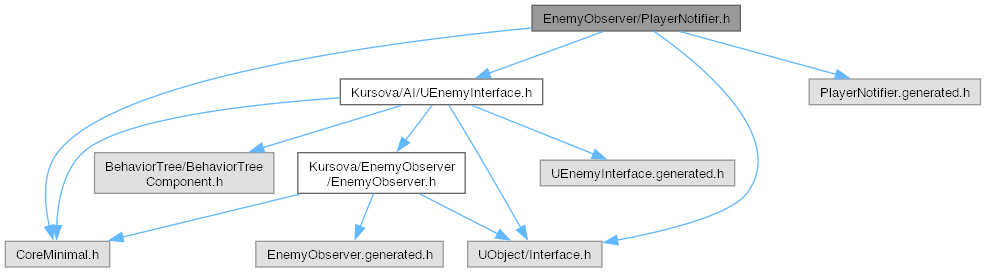 EnemyObserver/PlayerNotifier.h
Kursova/AI/UEnemyInterface.h
PlayerNotifier.generated.h
BehaviorTree/BehaviorTree
Component.h
Kursova/EnemyObserver
/EnemyObserver.h
UEnemyInterface.generated.h
CoreMinimal.h
EnemyObserver.generated.h
UObject/Interface.h